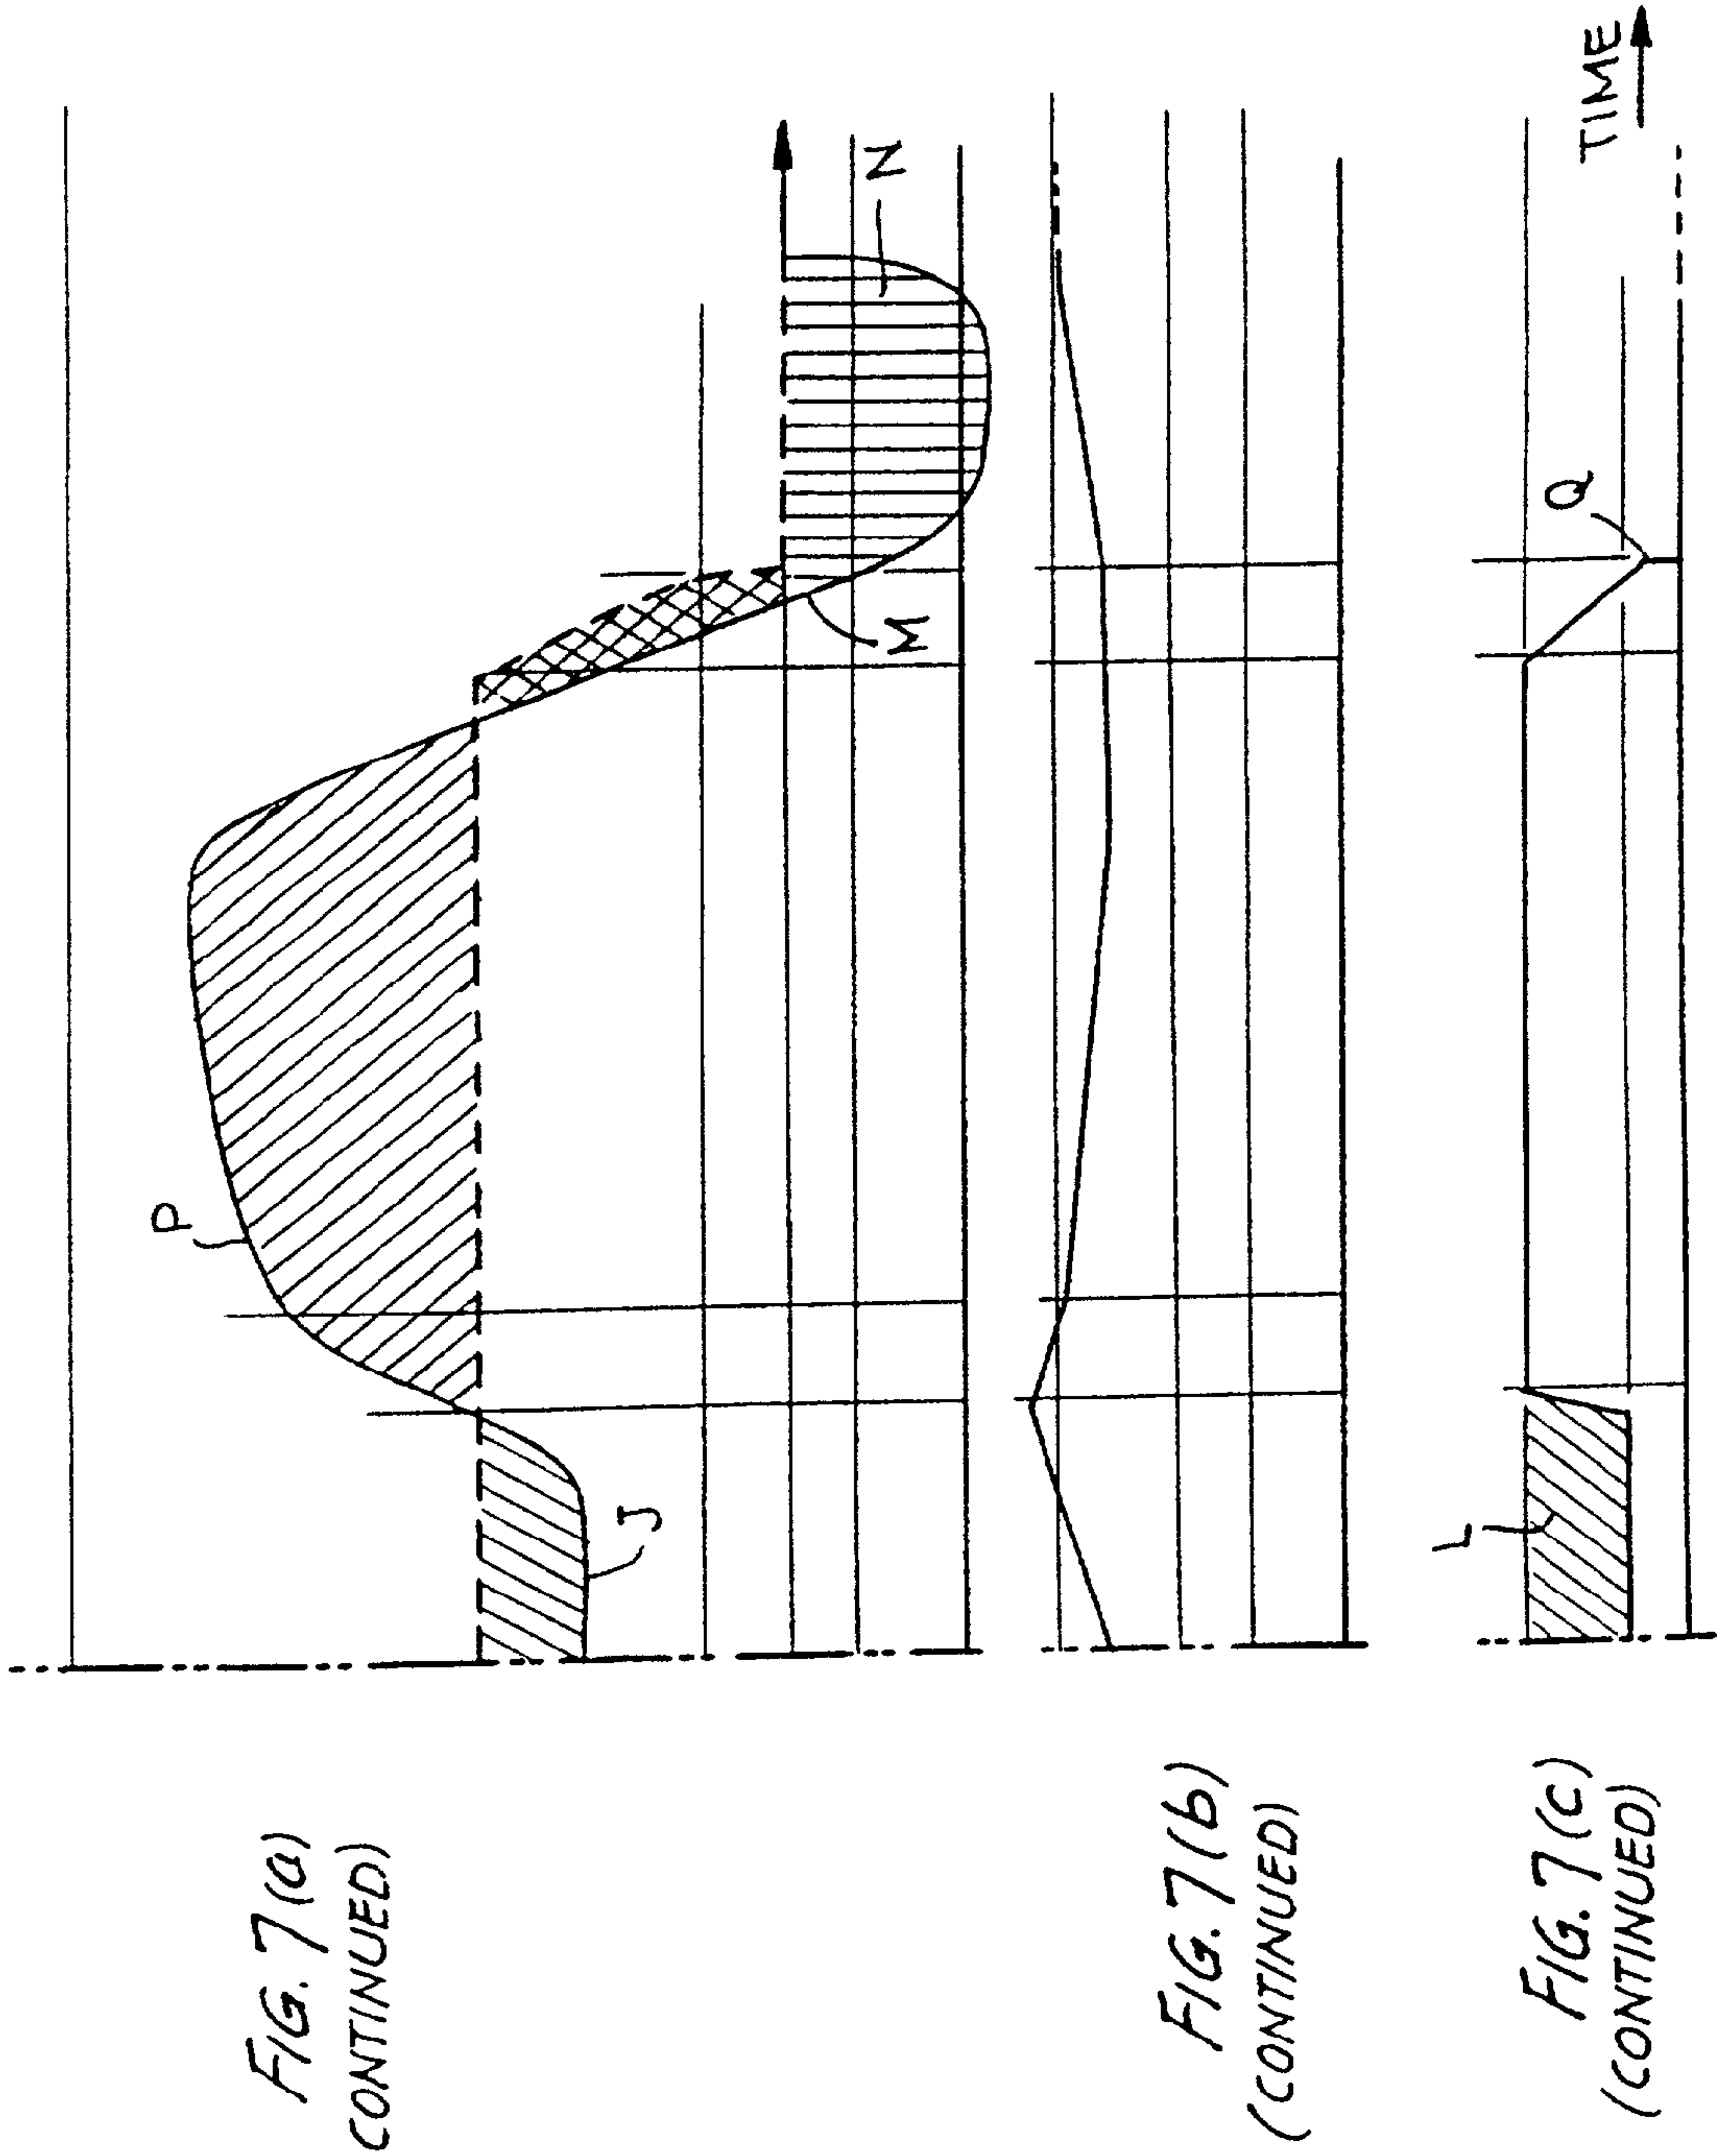 FIG. 7(a)
CONTINUED)
P
J
M
N
FIG. 7(b)
(CONTINUED)
FIG. 7(c)
(CONTINUED)
L
Q
TIME